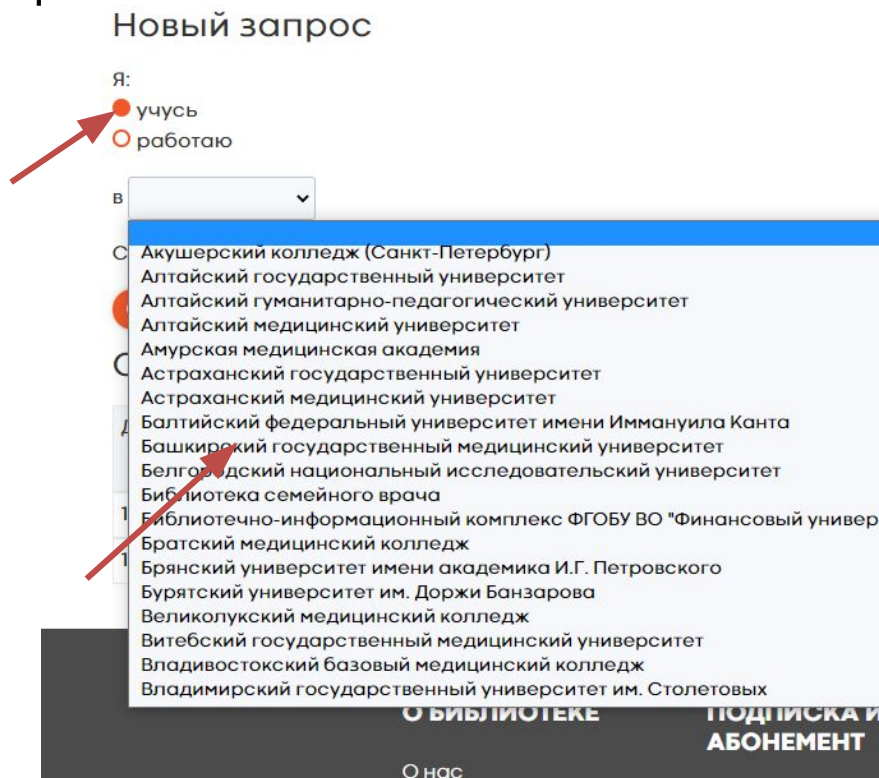 Новый запрос
Я:
учусь
работаю
в
С
Акушерский колледж (Санкт-Петербург)
Алтайский государственный университет
Алтайский гуманитарно-педагогический университет
Алтайский медицинский университет
Амурская медицинская академия
Астраханский государственный университет
Астраханский медицинский университет
Балтийский федеральный университет имени Иммануила Канта
Башкирский государственный медицинский университет
Белгородский национальный исследовательский университет
Библиотека семейного врача
Библиотечно-информационный комплекс ФГОБУ ВО "Финансовый универ
Братский медицинский колледж
Брянский университет имени академика И.Г. Петровского
Бурятский университет им. Доржи Банзарова
Великолукский медицинский колледж
Витебский государственный медицинский университет
Владивостокский базовый медицинский колледж
Владимирский государственный университет им. Столетовых
О БИБЛИОТЕКЕ
ПОДПИСКА И
АБОНЕМЕНТ
О нас